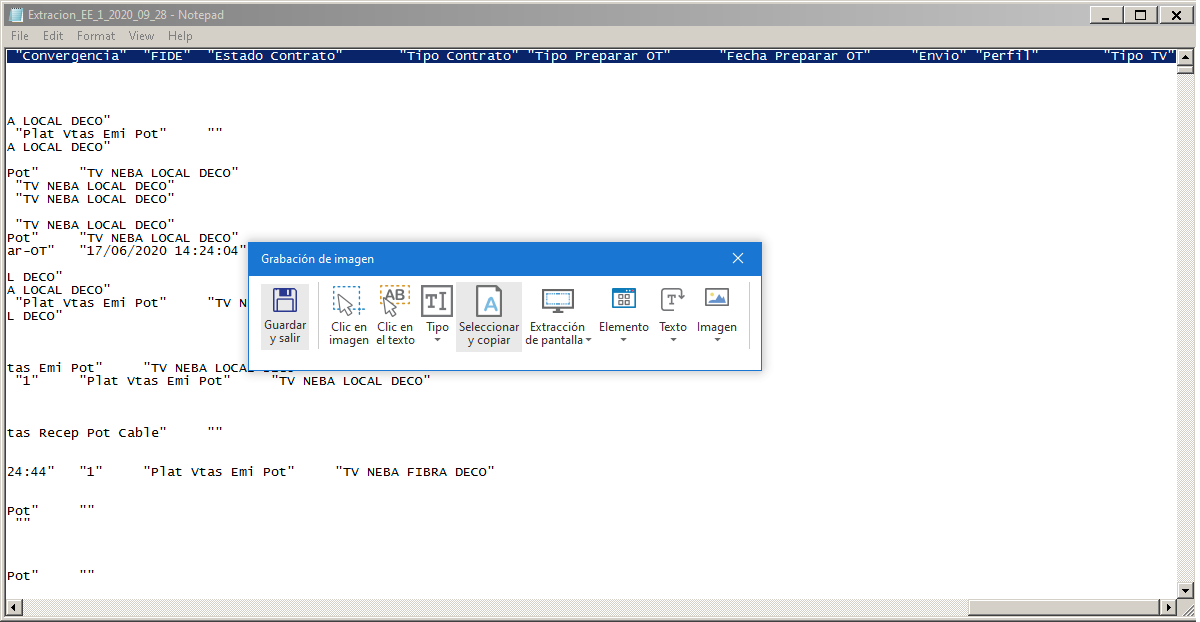 Extracion_EE_1_2020_09_28 - Notepad
File Edit Format View Help
"Convergencia" "FIDE" "Estado Contrato" "Tipo Contrato" "Tipo Preparar OT" "Fecha Preparar OT" "Envio" "Perfil" "Tipo TV"
A LOCAL DECO"
"Plat Vtas Emi Pot" ""
A LOCAL DECO"
Pot" "TV NEBA LOCAL DECO"
"TV NEBA LOCAL DECO"
"TV NEBA LOCAL DECO"
"TV NEBA LOCAL DECO"
Pot" "TV NEBA LOCAL DECO"
ar-OT" "17/06/2020 14:24:04"
L DECO"
A LOCAL DECO"
"Plat Vtas Emi Pot" "TV N
L DECO"
tas Emi Pot" "TV NEBA LOCAL
"1" "Plat Vtas Emi Pot" "TV NEBA LOCAL DECO"
tas Recep Pot Cable" ""
24:44" "1" "Plat Vtas Emi Pot" "TV NEBA FIBRA DECO"
Pot" ""
""
Pot" ""
Grabación de imagen
Guardar y salir
Clic en imagen
Clic en el texto
Tipo
Seleccionar y copiar
Extracción de pantalla
Elemento
Texto
Imagen